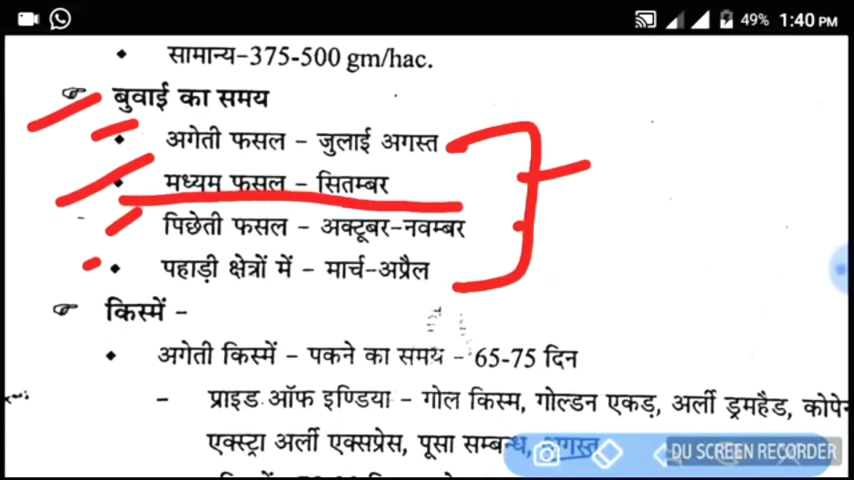 49% 1:40 PM
• सामान्य-375-500 gm/hac.
☞ बुवाई का समय
• अगेती फसल - जुलाई अगस्त
• मध्यम फसल - सितम्बर
• पिछेती फसल - अक्टूबर-नवम्बर
• पहाड़ी क्षेत्रों में - मार्च-अप्रैल
☞ किस्में -
• अगेती किस्में - पकने का समय - 65-75 दिन
- प्राइड ऑफ इण्डिया - गोल किस्म, गोल्डन एकड़, अर्ली ड्रमहैड,
एक्स्ट्रा अर्ली एक्सप्रेस, पूसा सम्बन्ध, अगस्त
DU SCREEN RECORDER